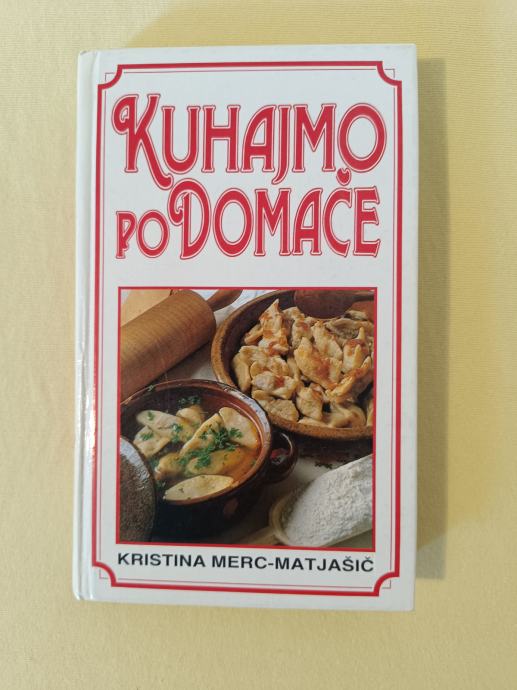 KUHAJMO
PO DOMAČE
KRISTINA MERC-MATJAŠIČ